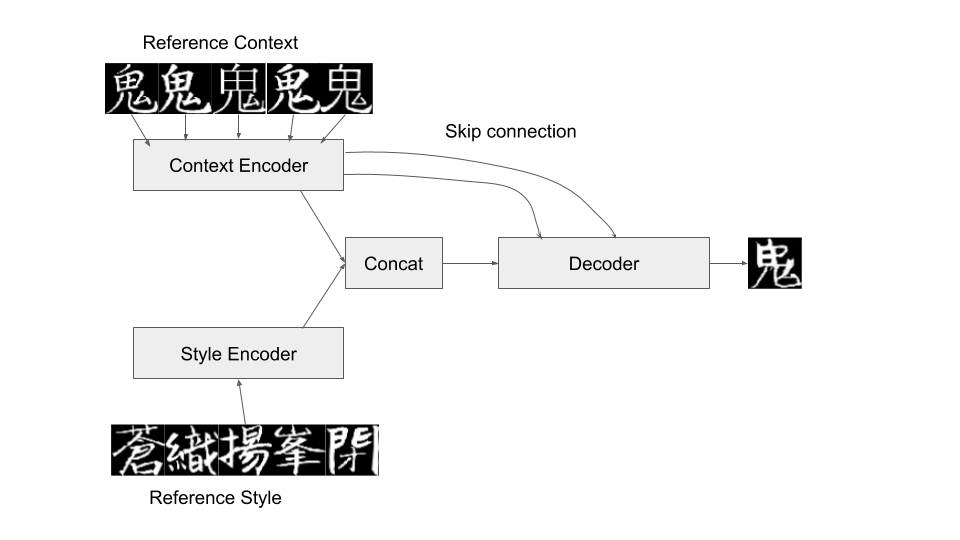 Reference Context
鬼鬼鬼鬼鬼
Skip connection
Context Encoder
Concat
Decoder
鬼
Style Encoder
蒼織揚峯閉
Reference Style